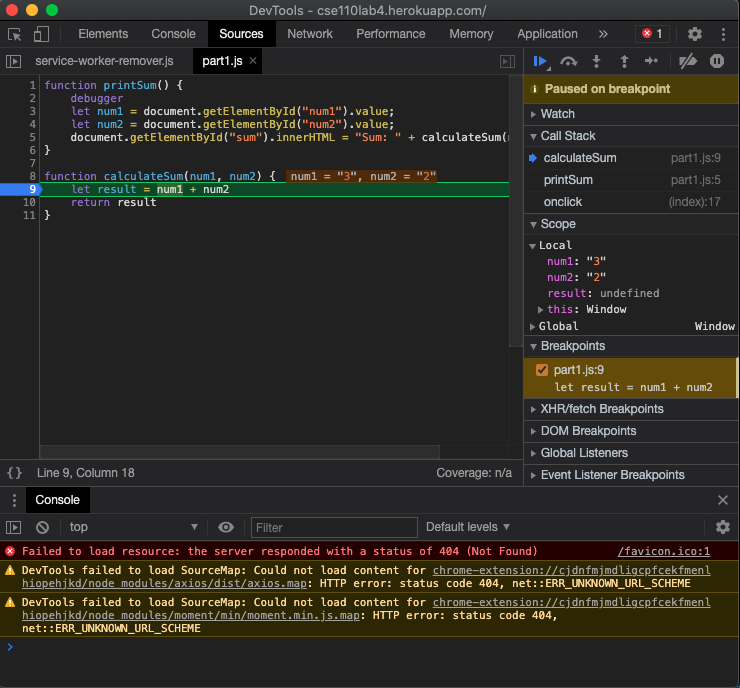 DevTools - cse110lab4.herokuapp.com/
Elements Console Sources Network Performance Memory Application » 1
service-worker-remover.js part1.js ×
1 function printSum() {
2 debugger
3 let num1 = document.getElementById("num1").value;
4 let num2 = document.getElementById("num2").value;
5 document.getElementById("sum").innerHTML = "Sum: " + calculateSum(
6 }
7
8 function calculateSum(num1, num2) { num1 = "3", num2 = "2"
9 let result = num1 + num2
10 return result
11 }
{} Line 9, Column 18 Coverage: n/a
Paused on breakpoint
Watch
Call Stack
calculateSum part1.js:9
printSum part1.js:5
onclick (index):17
Scope
Local
num1: "3"
num2: "2"
result: undefined
this: Window
Global Window
Breakpoints
part1.js:9
let result = num1 + num2
XHR/fetch Breakpoints
DOM Breakpoints
Global Listeners
Event Listener Breakpoints
Console
top Filter Default levels
Failed to load resource: the server responded with a status of 404 (Not Found) /favicon.ico:1
DevTools failed to load SourceMap: Could not load content for chrome-extension://cjdnfmjmdligcpfcekfmenl
hiopehjkd/node_modules/axios/dist/axios.map: HTTP error: status code 404, net::ERR_UNKNOWN_URL_SCHEME
DevTools failed to load SourceMap: Could not load content for chrome-extension://cjdnfmjmdligcpfcekfmenl
hiopehjkd/node_modules/moment/min/moment.min.js.map: HTTP error: status code 404,
net::ERR_UNKNOWN_URL_SCHEME